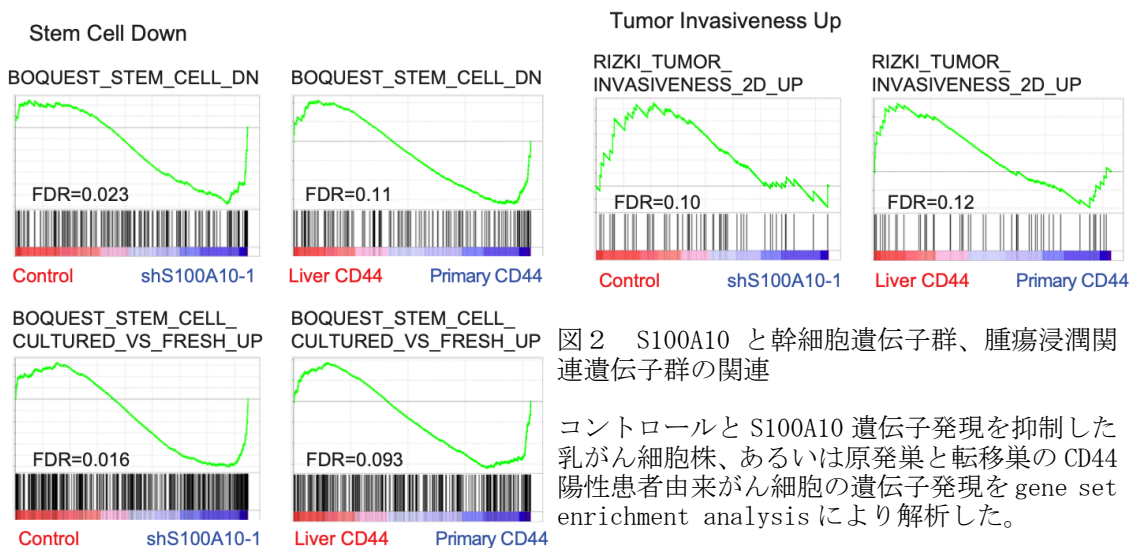 Stem Cell Down
BOQUEST_STEM_CELL_DN
FDR=0.023
Control shS100A10-1
BOQUEST_STEM_CELL_DN
FDR=0.11
Liver CD44 Primary CD44
BOQUEST_STEM_CELL_
CULTURED_VS_FRESH_UP
FDR=0.016
Control shS100A10-1
BOQUEST_STEM_CELL_
CULTURED_VS_FRESH_UP
FDR=0.093
Liver CD44 Primary CD44
Tumor Invasiveness Up
RIZKI_TUMOR_
INVASIVENESS_2D_UP
FDR=0.10
Control shS100A10-1
RIZKI_TUMOR_
INVASIVENESS_2D_UP
FDR=0.12
Liver CD44 Primary CD44
図２ S100A10 と幹細胞遺伝子群、腫瘍浸潤関
連遺伝子群の関連
コントロールと S100A10 遺伝子発現を抑制した
乳がん細胞株、あるいは原発巣と転移巣の CD44
陽性患者由来がん細胞の遺伝子発現を gene set
enrichment analysis により解析した。